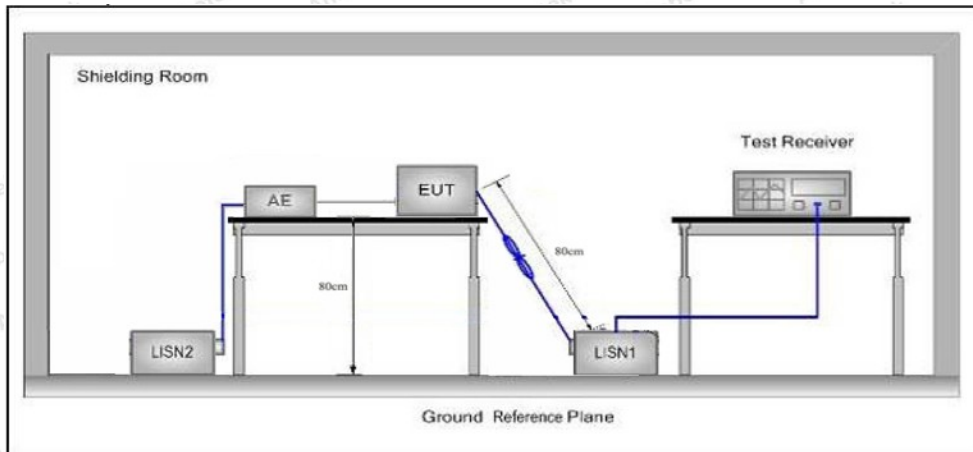 Shielding Room
Test Receiver
EUT
AE
80cm
80cm
LISN2
LISN1
Ground Reference Plane